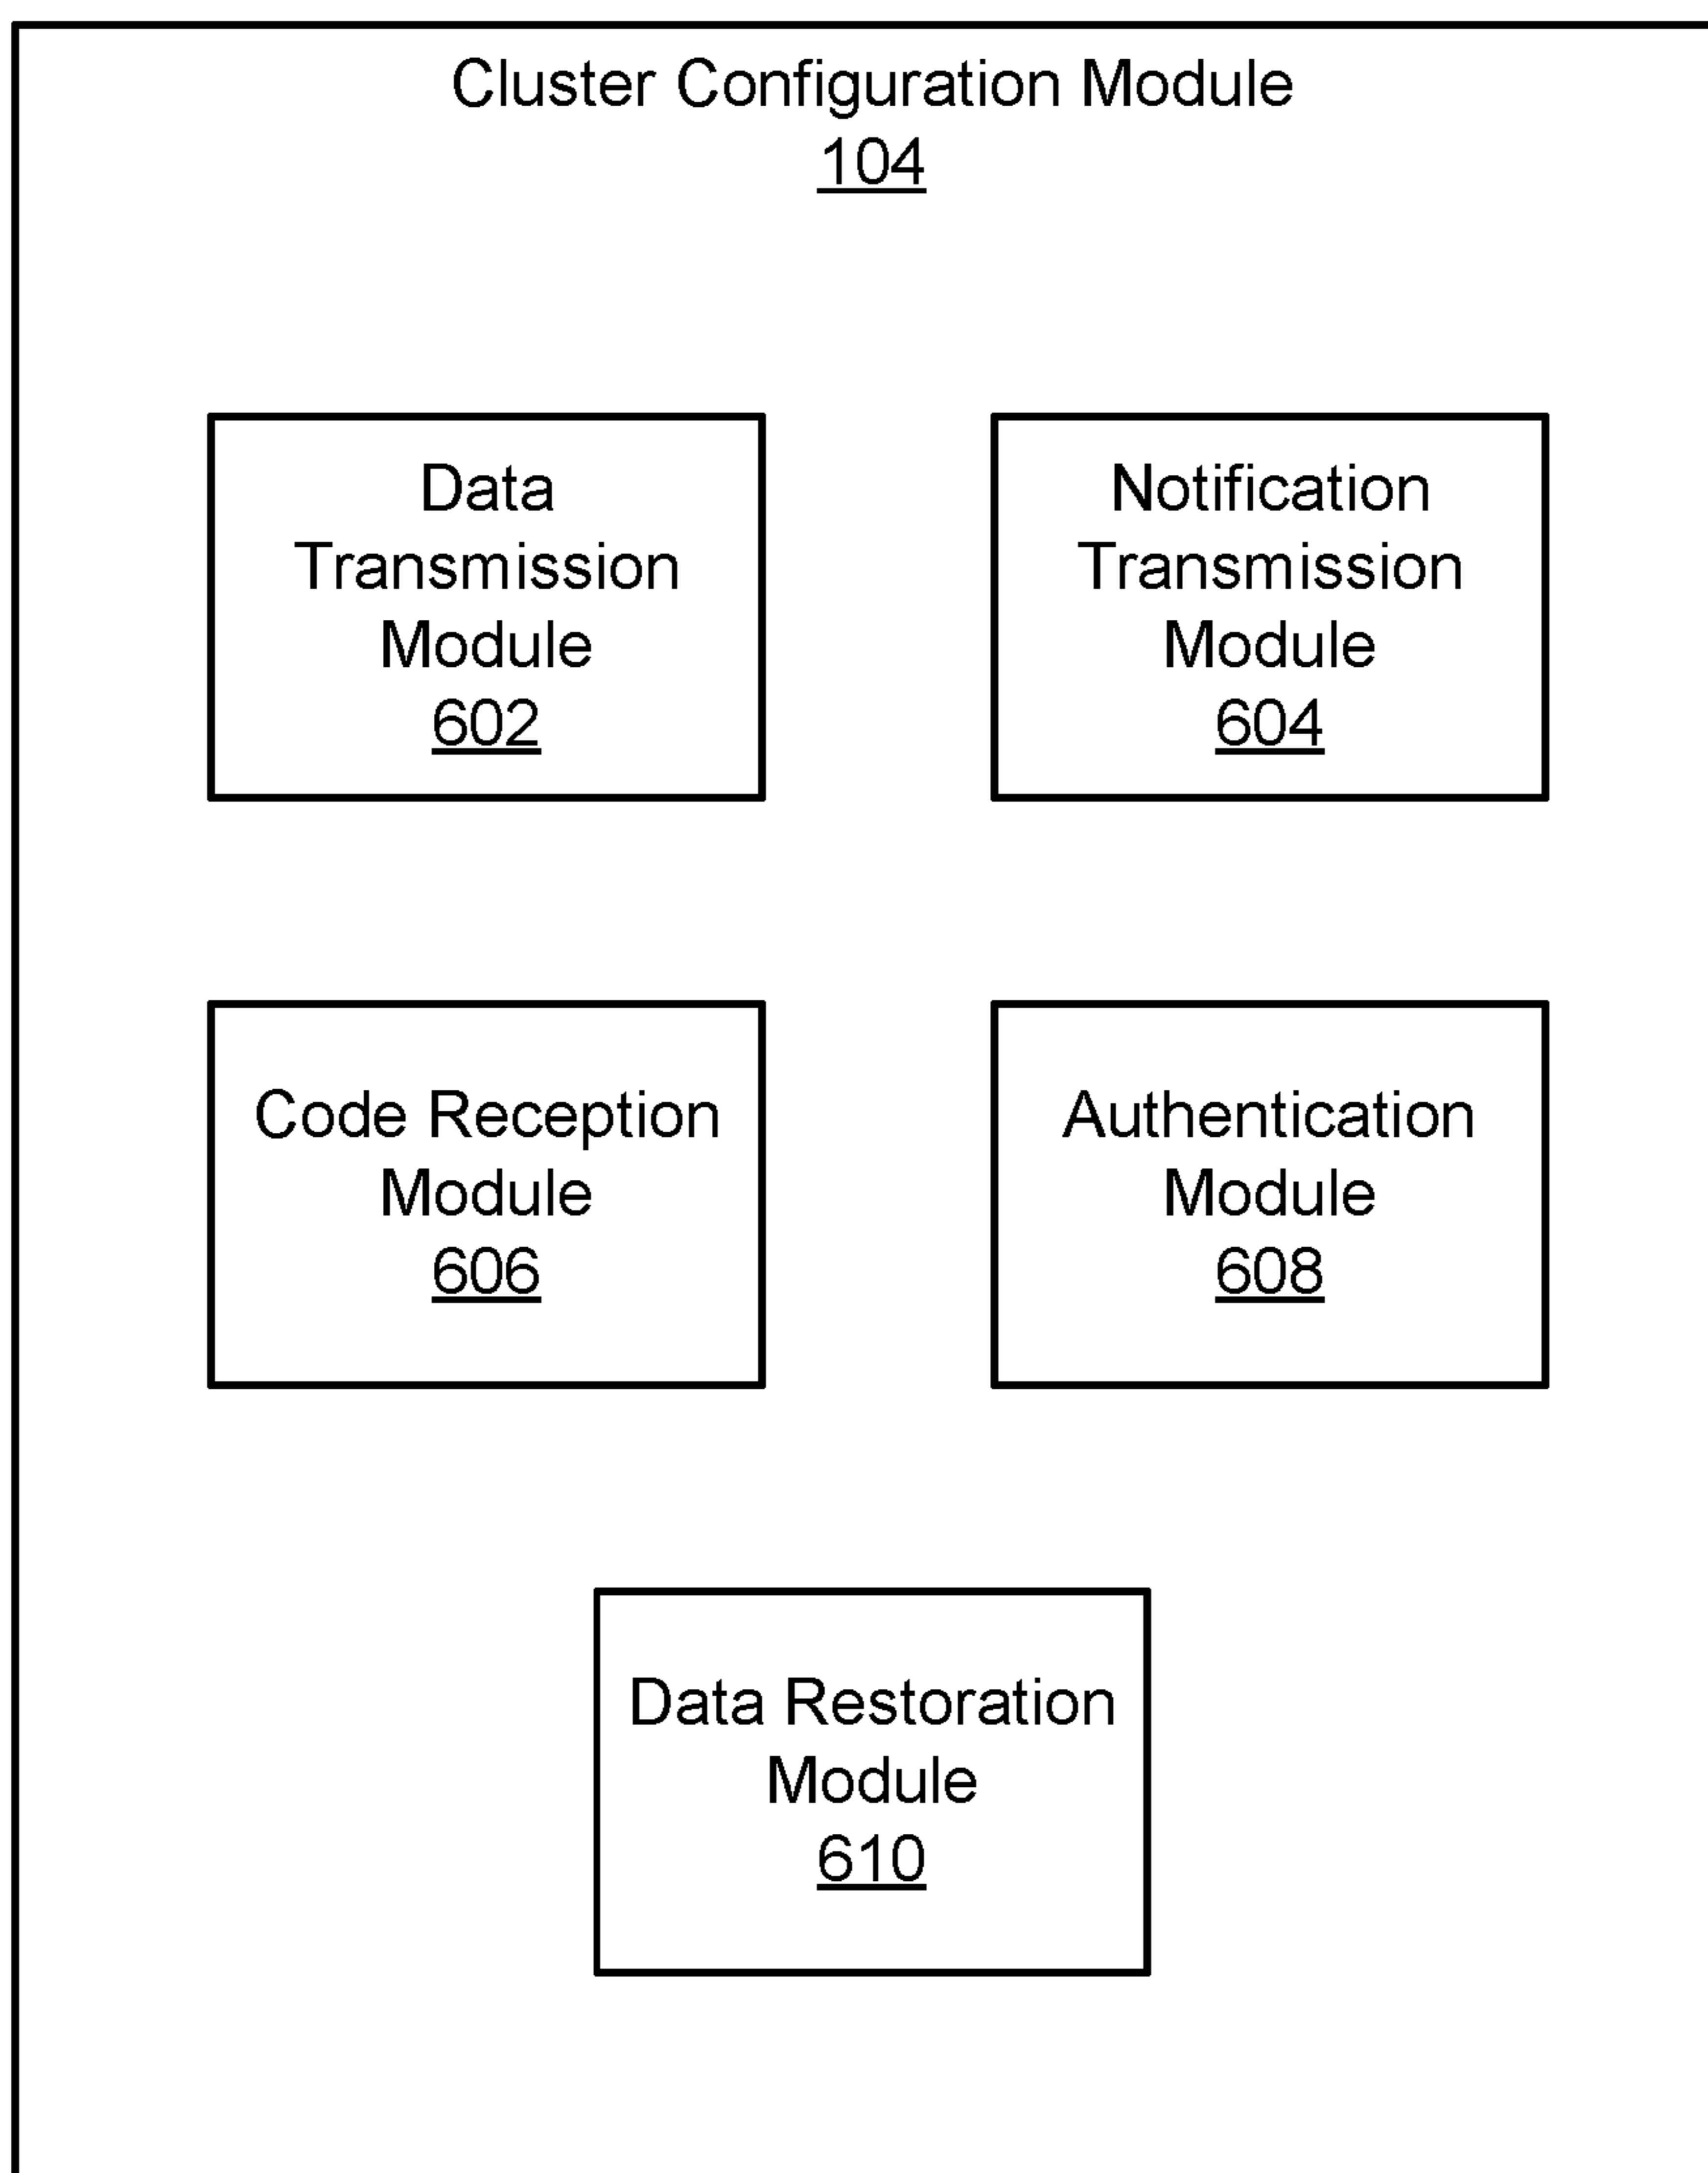 Cluster Configuration Module
104
Data
Transmission
Module
602
Notification
Transmission
Module
604
Code Reception
Module
606
Authentication
Module
608
Data Restoration
Module
610